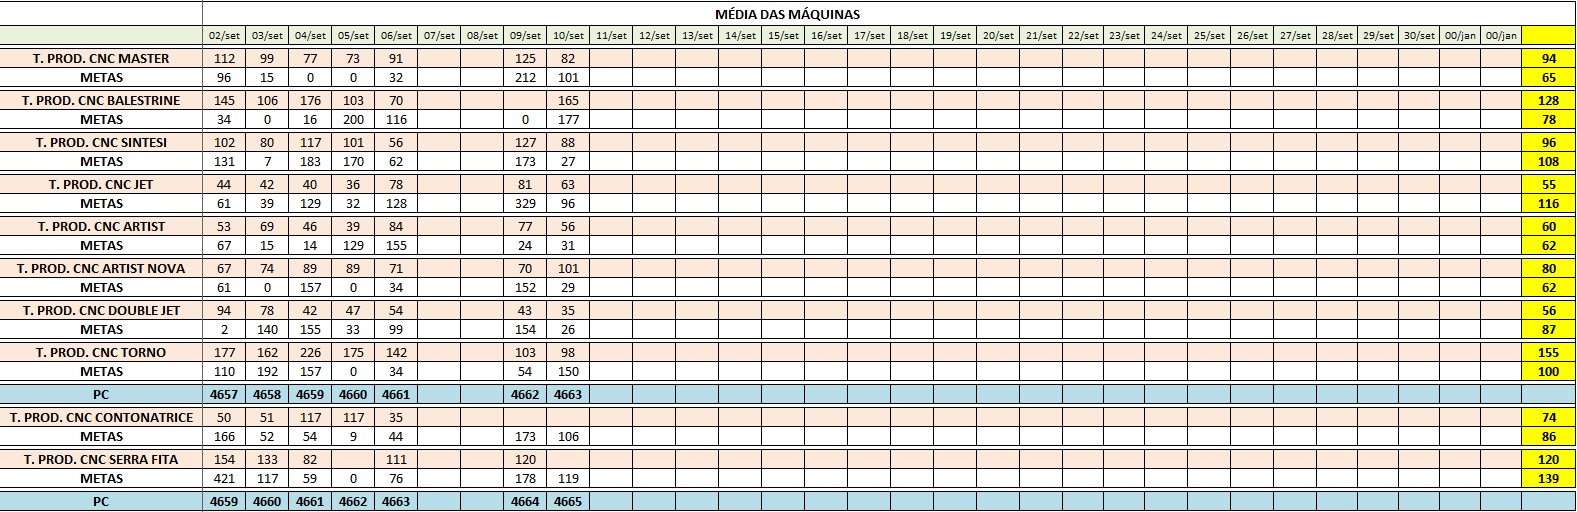 MÉDIA DAS MÁQUINAS
02/set 03/set 04/set 05/set 06/set 07/set 08/set 09/set 10/set 11/set 12/set 13/set 14/set 15/set 16/set 17/set 18/set 19/set 20/set 21/set 22/set 23/set 24/set 25/set 26/set 27/set 28/set 29/set 30/set 00/jan 00/jan
T. PROD. CNC MASTER 112 99 77 73 91 125 82 94
METAS 96 15 0 0 32 212 101 65
T. PROD. CNC BALESTRINE 145 106 176 103 70 165 128
METAS 34 0 16 200 116 0 177 78
T. PROD. CNC SINTESI 102 80 117 101 56 127 88 96
METAS 131 7 183 170 62 173 27 108
T. PROD. CNC JET 44 42 40 36 78 81 63 55
METAS 61 39 129 32 128 329 96 116
T. PROD. CNC ARTIST 53 69 46 39 84 77 56 60
METAS 67 15 14 129 155 24 31 62
T. PROD. CNC ARTIST NOVA 67 74 89 89 71 70 101 80
METAS 61 0 157 0 34 152 29 62
T. PROD. CNC DOUBLE JET 94 78 42 47 54 43 35 56
METAS 2 140 155 33 99 154 26 87
T. PROD. CNC TORNO 177 162 226 175 142 103 98 155
METAS 110 192 157 0 34 54 150 100
PC 4657 4658 4659 4660 4661 4662 4663
T. PROD. CNC CONTONATRICE 50 51 117 117 35 74
METAS 166 52 54 9 44 173 106 86
T. PROD. CNC SERRA FITA 154 133 82 111 120 120
METAS 421 117 59 0 76 178 119 139
PC 4659 4660 4661 4662 4663 4664 4665